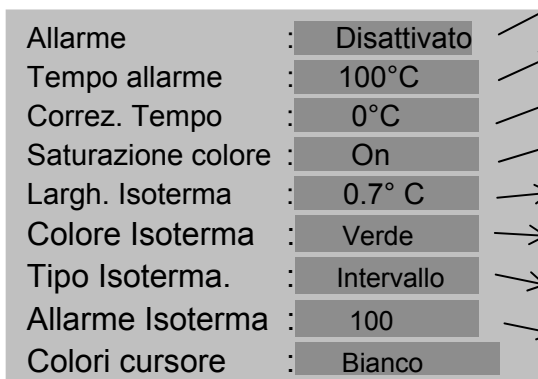 Allarme : Disattivato
Tempo allarme : 100°C
Correz. Tempo : 0°C
Saturazione colore : On
Largh. Isoterma : 0.7° C
Colore Isoterma : Verde
Tipo Isoterma. : Intervallo
Allarme Isoterma : 100
Colori cursore : Bianco